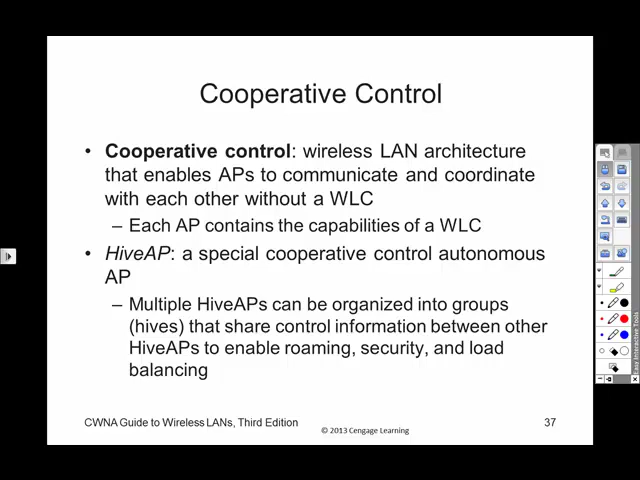 Cooperative Control
• Cooperative control: wireless LAN architecture
that enables APs to communicate and coordinate
with each other without a WLC
– Each AP contains the capabilities of a WLC
• HiveAP: a special cooperative control autonomous
AP
– Multiple HiveAPs can be organized into groups
(hives) that share control information between other
HiveAPs to enable roaming, security, and load
balancing
CWNA Guide to Wireless LANs, Third Edition
© 2013 Cengage Learning
37
Easy Interactive Tools